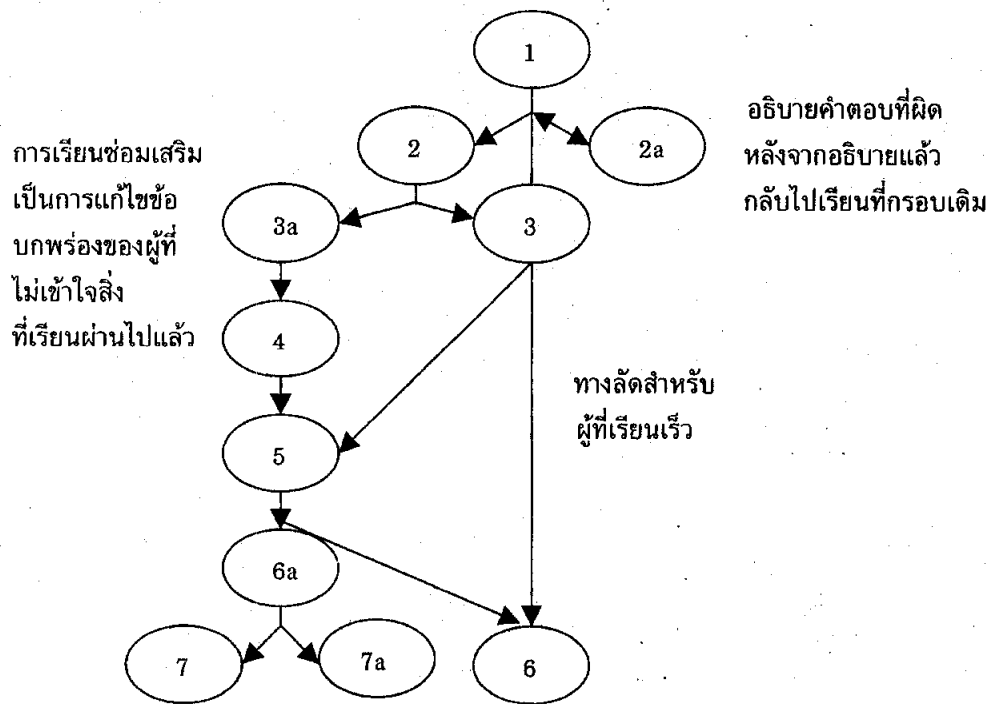 1
อธิบายคำตอบที่ผิด
หลังจากอธิบายแล้ว
กลับไปเรียนที่กรอบเดิม
2
2a
การเรียนซ่อมเสริม
เป็นการแก้ไขข้อ
บกพร่องของผู้ที่
ไม่เข้าใจสิ่ง
ที่เรียนผ่านไปแล้ว
3a
3
4
ทางลัดสำหรับ
ผู้ที่เรียนเร็ว
5
6a
7
7a
6